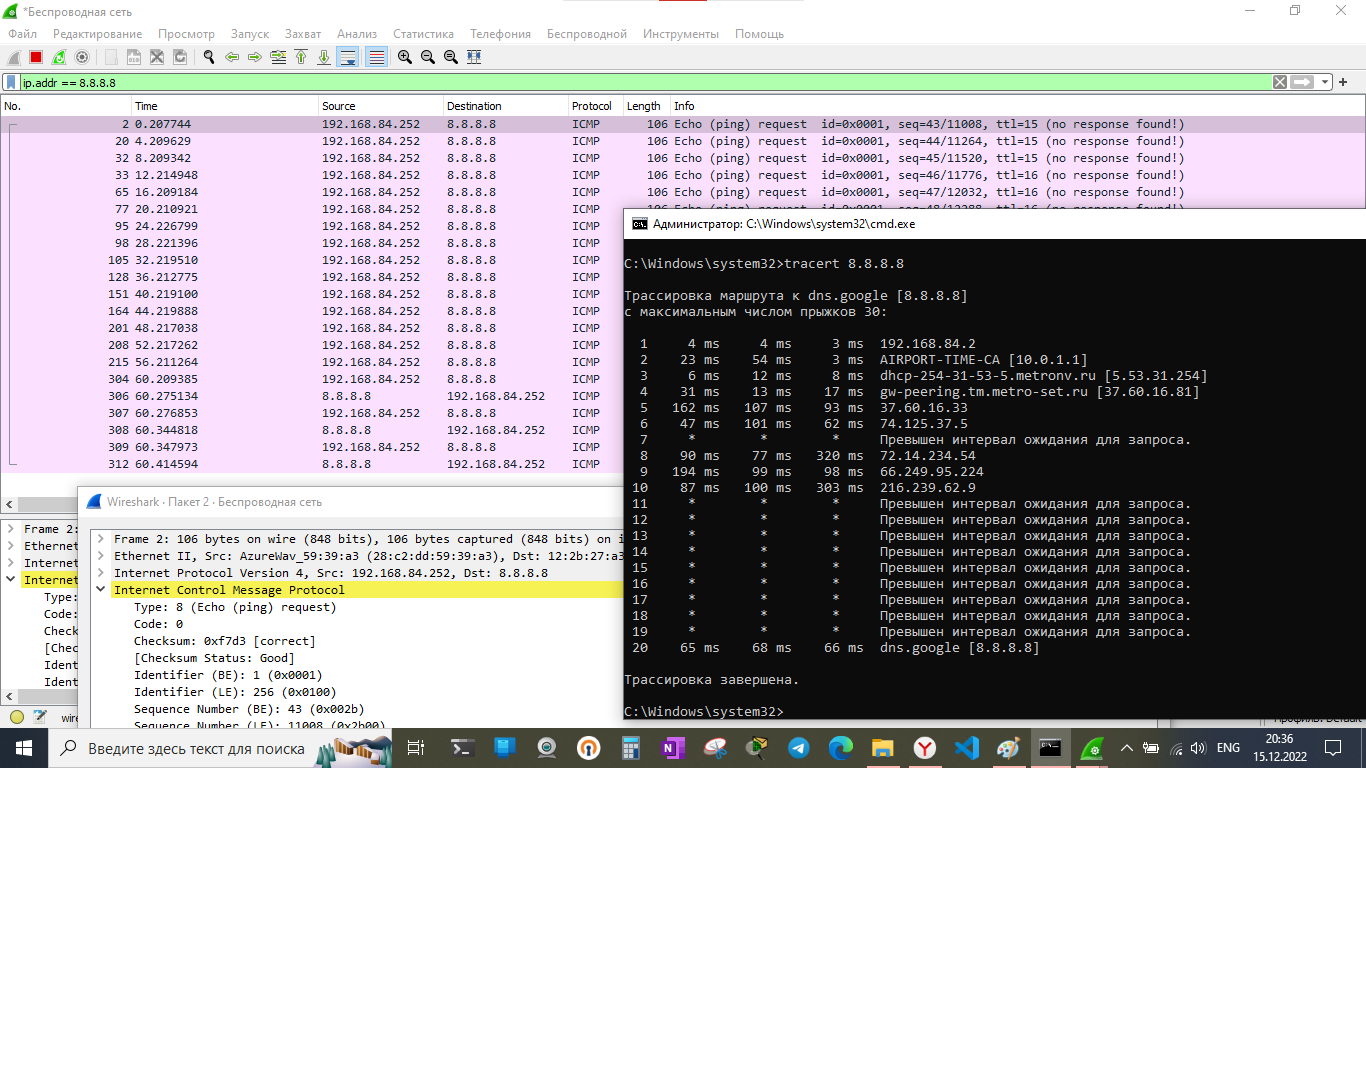 *Беспроводная сеть
Файл Редактирование Просмотр Запуск Захват Анализ Статистика Телефония Беспроводной Инструменты Помощь
ip.addr == 8.8.8.8
No. Time Source Destination Protocol Length Info
2 0.207744 192.168.84.252 8.8.8.8 ICMP 106 Echo (ping) request id=0x0001, seq=43/11008, ttl=15 (no response found!)
20 4.209629 192.168.84.252 8.8.8.8 ICMP 106 Echo (ping) request id=0x0001, seq=44/11264, ttl=15 (no response found!)
32 8.209342 192.168.84.252 8.8.8.8 ICMP 106 Echo (ping) request id=0x0001, seq=45/11520, ttl=15 (no response found!)
33 12.214948 192.168.84.252 8.8.8.8 ICMP 106 Echo (ping) request id=0x0001, seq=46/11776, ttl=16 (no response found!)
65 16.209184 192.168.84.252 8.8.8.8 ICMP 106 Echo (ping) request id=0x0001, seq=47/12032, ttl=16 (no response found!)
77 20.210921 192.168.84.252 8.8.8.8 ICMP 106 Echo (ping) request id=0x0001, seq=48/12288, ttl=16 (no response found!)
95 24.226799 192.168.84.252 8.8.8.8 ICMP
98 28.221396 192.168.84.252 8.8.8.8 ICMP
105 32.219510 192.168.84.252 8.8.8.8 ICMP
128 36.212775 192.168.84.252 8.8.8.8 ICMP
151 40.219100 192.168.84.252 8.8.8.8 ICMP
164 44.219888 192.168.84.252 8.8.8.8 ICMP
201 48.217038 192.168.84.252 8.8.8.8 ICMP
208 52.217262 192.168.84.252 8.8.8.8 ICMP
215 56.211264 192.168.84.252 8.8.8.8 ICMP
304 60.209385 192.168.84.252 8.8.8.8 ICMP
306 60.275134 8.8.8.8 192.168.84.252 ICMP
307 60.276853 192.168.84.252 8.8.8.8 ICMP
308 60.344818 8.8.8.8 192.168.84.252 ICMP
309 60.347973 192.168.84.252 8.8.8.8 ICMP
312 60.414594 8.8.8.8 192.168.84.252 ICMP
Администратор: C:\Windows\system32\cmd.exe
C:\Windows\system32>tracert 8.8.8.8
Трассировка маршрута к dns.google [8.8.8.8]
с максимальным числом прыжков 30:
1 4 ms 4 ms 3 ms 192.168.84.2
2 23 ms 54 ms 3 ms AIRPORT-TIME-CA [10.0.1.1]
3 6 ms 12 ms 8 ms dhcp-254-31-53-5.metronv.ru [5.53.31.254]
4 31 ms 13 ms 17 ms gw-peering.tm.metro-set.ru [37.60.16.81]
5 162 ms 107 ms 93 ms 37.60.16.33
6 47 ms 101 ms 62 ms 74.125.37.5
7 * * * Превышен интервал ожидания для запроса.
8 90 ms 77 ms 320 ms 72.14.234.54
9 194 ms 99 ms 98 ms 66.249.95.224
10 87 ms 100 ms 303 ms 216.239.62.9
11 * * * Превышен интервал ожидания для запроса.
12 * * * Превышен интервал ожидания для запроса.
13 * * * Превышен интервал ожидания для запроса.
14 * * * Превышен интервал ожидания для запроса.
15 * * * Превышен интервал ожидания для запроса.
16 * * * Превышен интервал ожидания для запроса.
17 * * * Превышен интервал ожидания для запроса.
18 * * * Превышен интервал ожидания для запроса.
19 * * * Превышен интервал ожидания для запроса.
20 65 ms 68 ms 66 ms dns.google [8.8.8.8]
Трассировка завершена.
C:\Windows\system32>
Frame 2:
Ethernet
Internet
Internet
Type:
Code:
Check
[Chec
Ident
Ident
wire
Wireshark · Пакет 2 · Беспроводная сеть
Frame 2: 106 bytes on wire (848 bits), 106 bytes captured (848 bits) on i
Ethernet II, Src: AzureWav_59:39:a3 (28:c2:dd:59:39:a3), Dst: 12:2b:27:a3
Internet Protocol Version 4, Src: 192.168.84.252, Dst: 8.8.8.8
Internet Control Message Protocol
Type: 8 (Echo (ping) request)
Code: 0
Checksum: 0xf7d3 [correct]
[Checksum Status: Good]
Identifier (BE): 1 (0x0001)
Identifier (LE): 256 (0x0100)
Sequence Number (BE): 43 (0x002b)
Sequence Number (LE): 11008 (0x2b00)
Профиль: Default
Введите здесь текст для поиска
ENG
20:36
15.12.2022